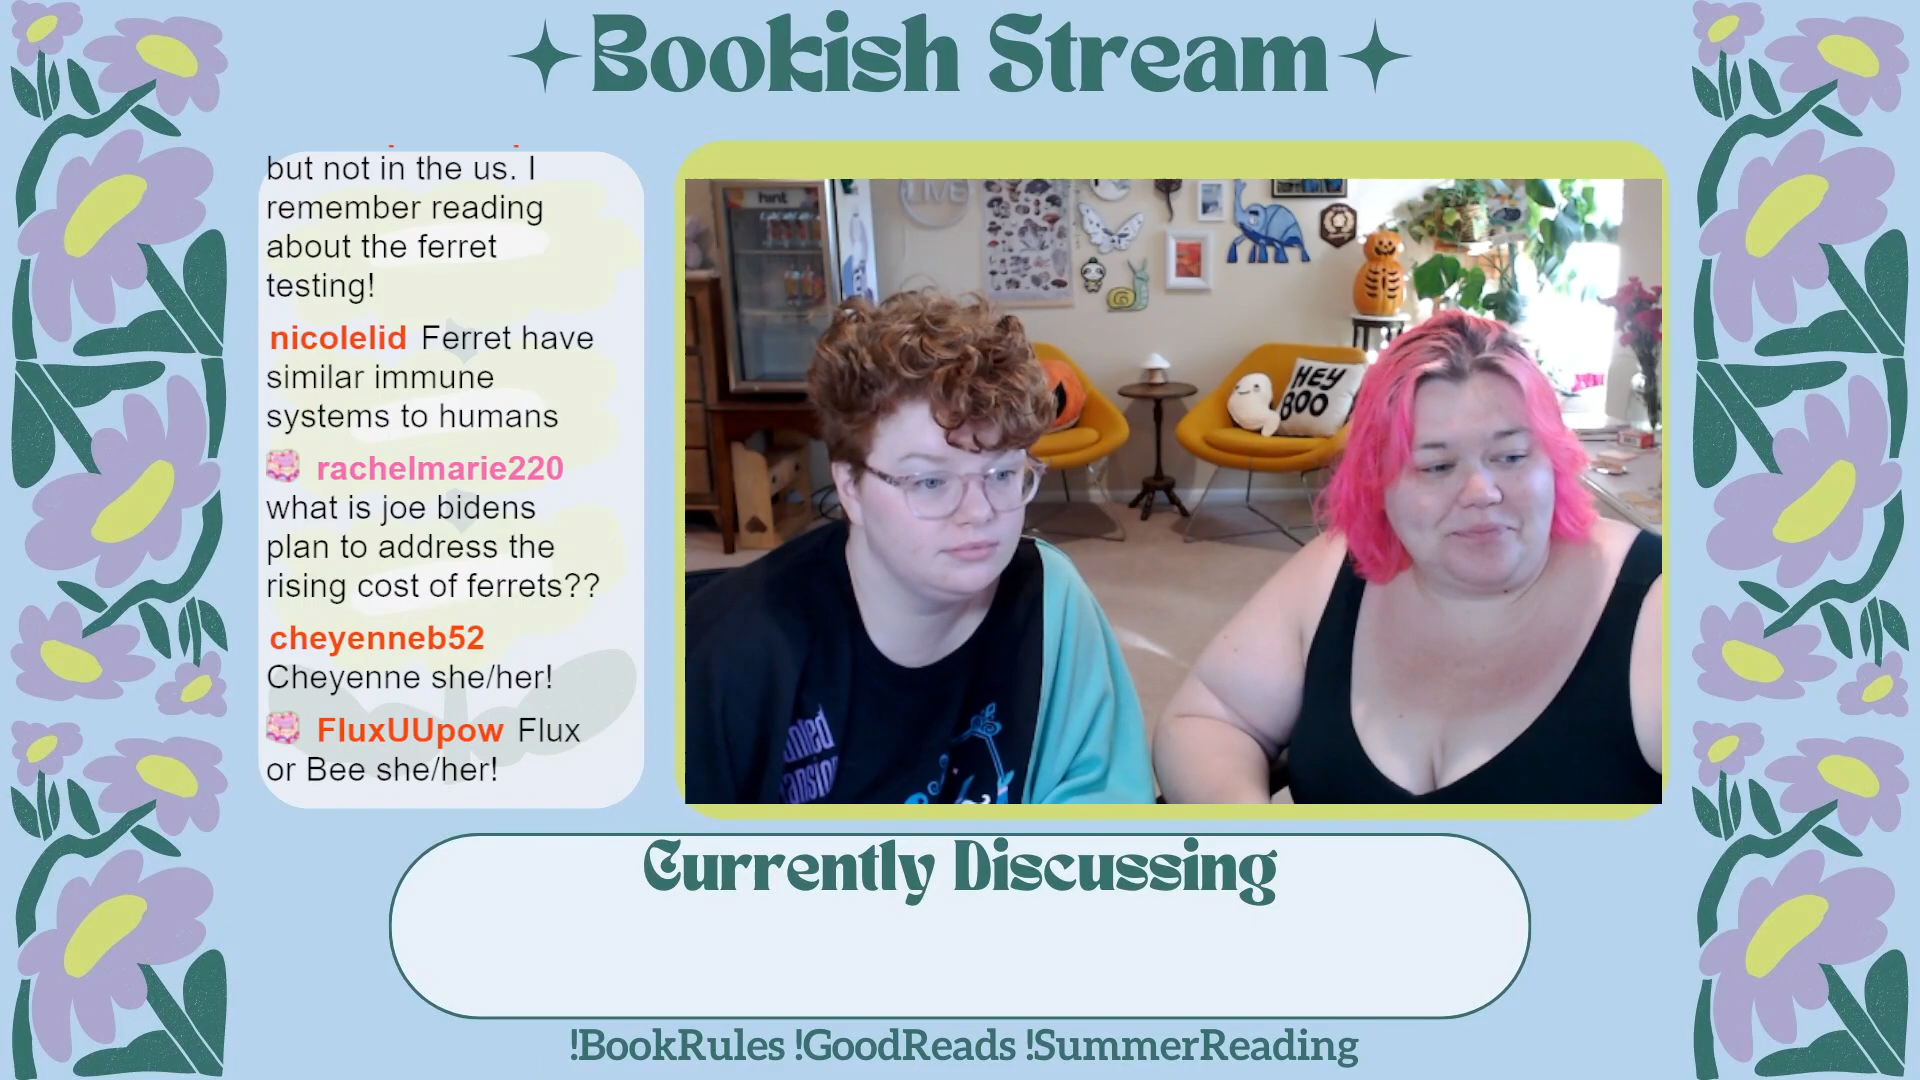 Bookish Stream
but not in the us. I
remember reading
about the ferret
testing!
nicolelid Ferret have
similar immune
systems to humans
rachelmarie220
what is joe bidens
plan to address the
rising cost of ferrets??
cheyenneb52
Cheyenne she/her!
FluxUUpow Flux
or Bee she/her!
hint
LIVE
HEY
BOO
Currently Discussing
!BookRules !GoodReads !SummerReading